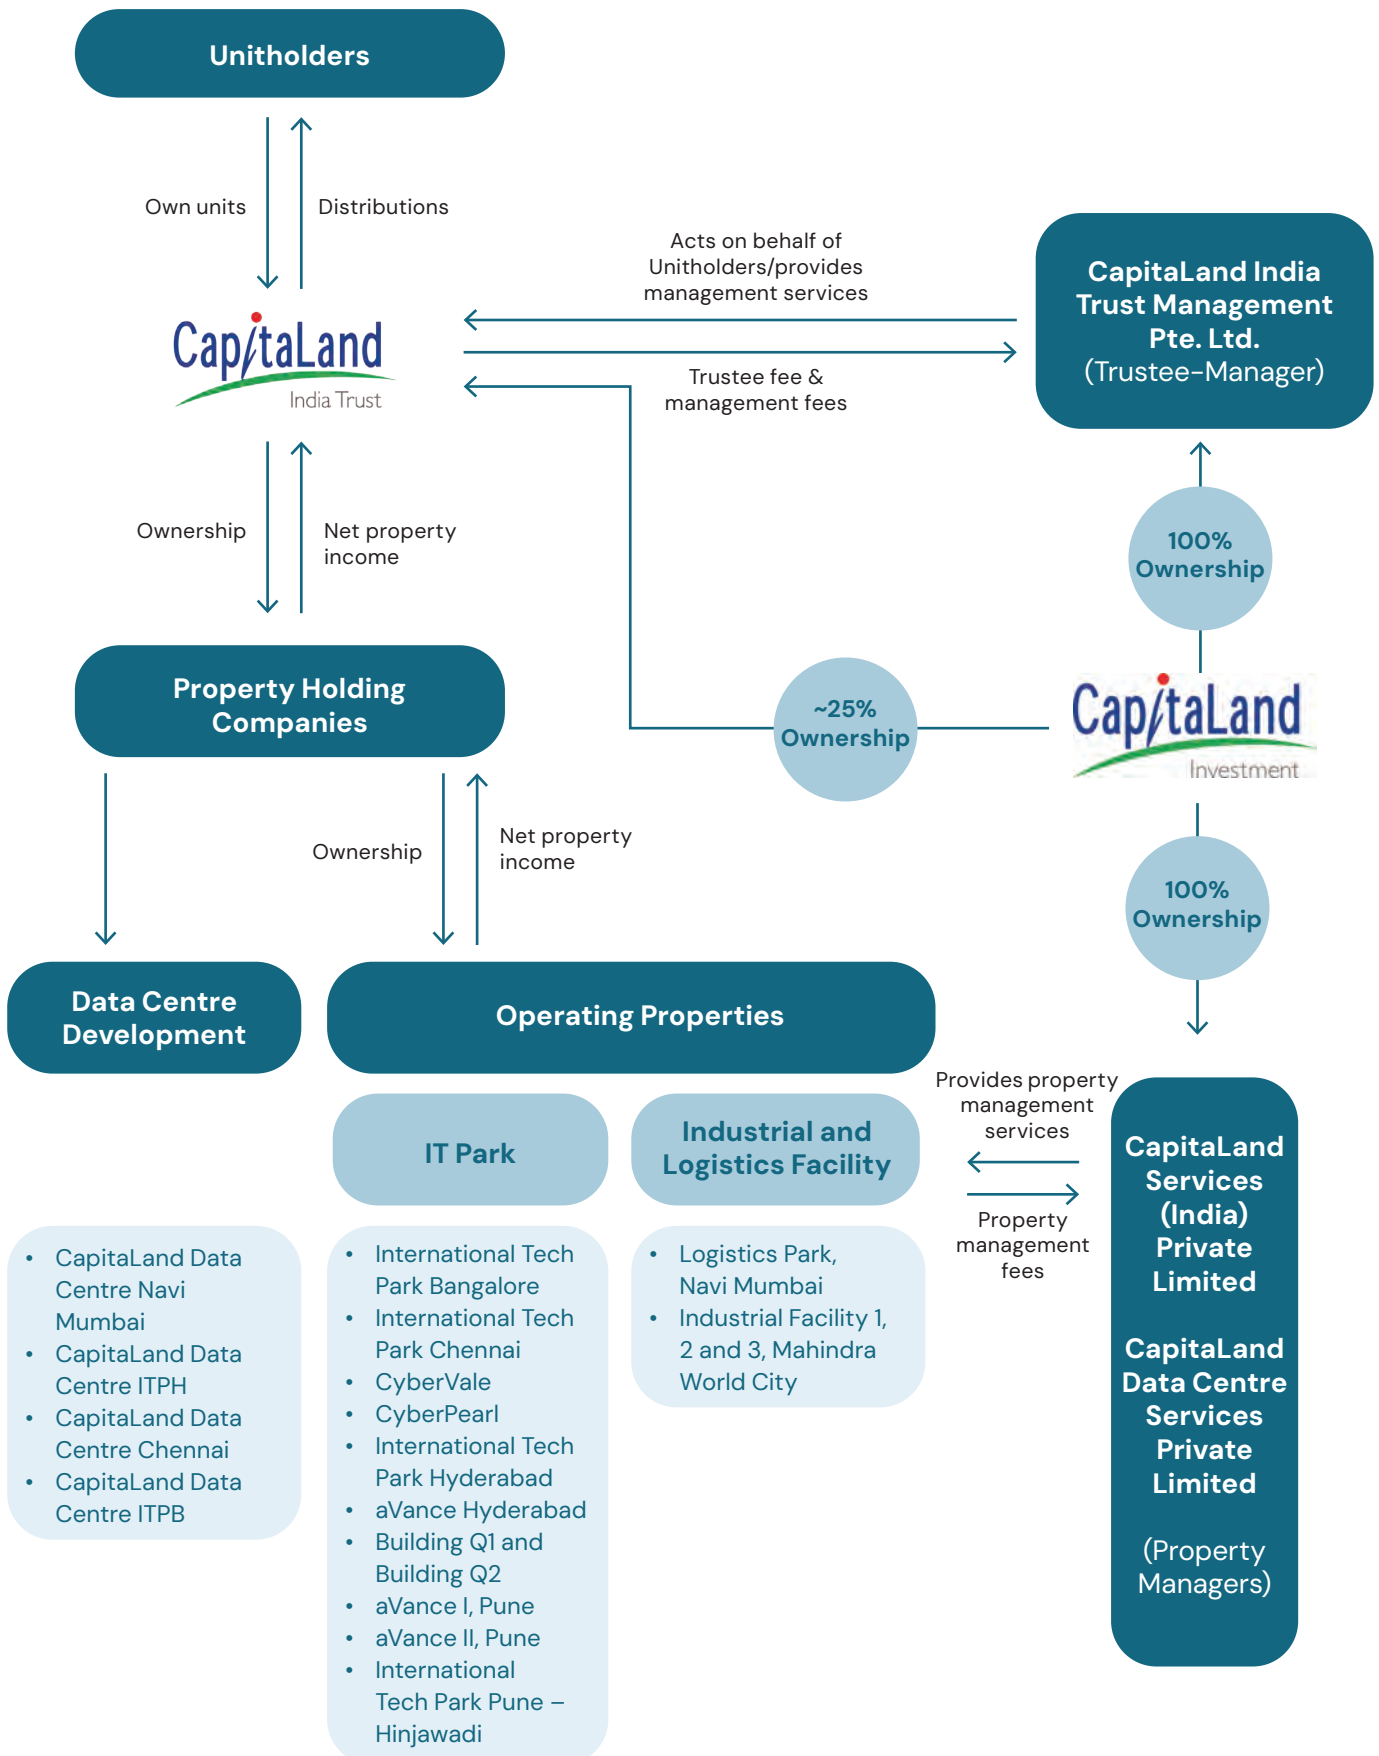 Unitholders
Own units
Distributions
Acts on behalf of
Unitholders/provides
management services
CapitaLand India
Trust Management
Pte. Ltd.
(Trustee-Manager)
CapitaLand
India Trust
Trustee fee &
management fees
Ownership
Net property
income
100%
Ownership
Property Holding
Companies
~25%
Ownership
CapitaLand
Investment
Ownership
Net property
income
100%
Ownership
Data Centre
Development
Operating Properties
IT Park
Industrial and
Logistics Facility
Provides property
management
services
Property
management
fees
CapitaLand
Services
(India)
Private
Limited
CapitaLand
Data Centre
Services
Private
Limited
(Property
Managers)
• CapitaLand Data
Centre Navi
Mumbai
• CapitaLand Data
Centre ITPH
• CapitaLand Data
Centre Chennai
• CapitaLand Data
Centre ITPB
• International Tech
Park Bangalore
• International Tech
Park Chennai
• CyberVale
• CyberPearl
• International Tech
Park Hyderabad
• aVance Hyderabad
• Building Q1 and
Building Q2
• aVance I, Pune
• aVance II, Pune
• International
Tech Park Pune –
Hinjawadi
• Logistics Park,
Navi Mumbai
• Industrial Facility 1,
2 and 3, Mahindra
World City